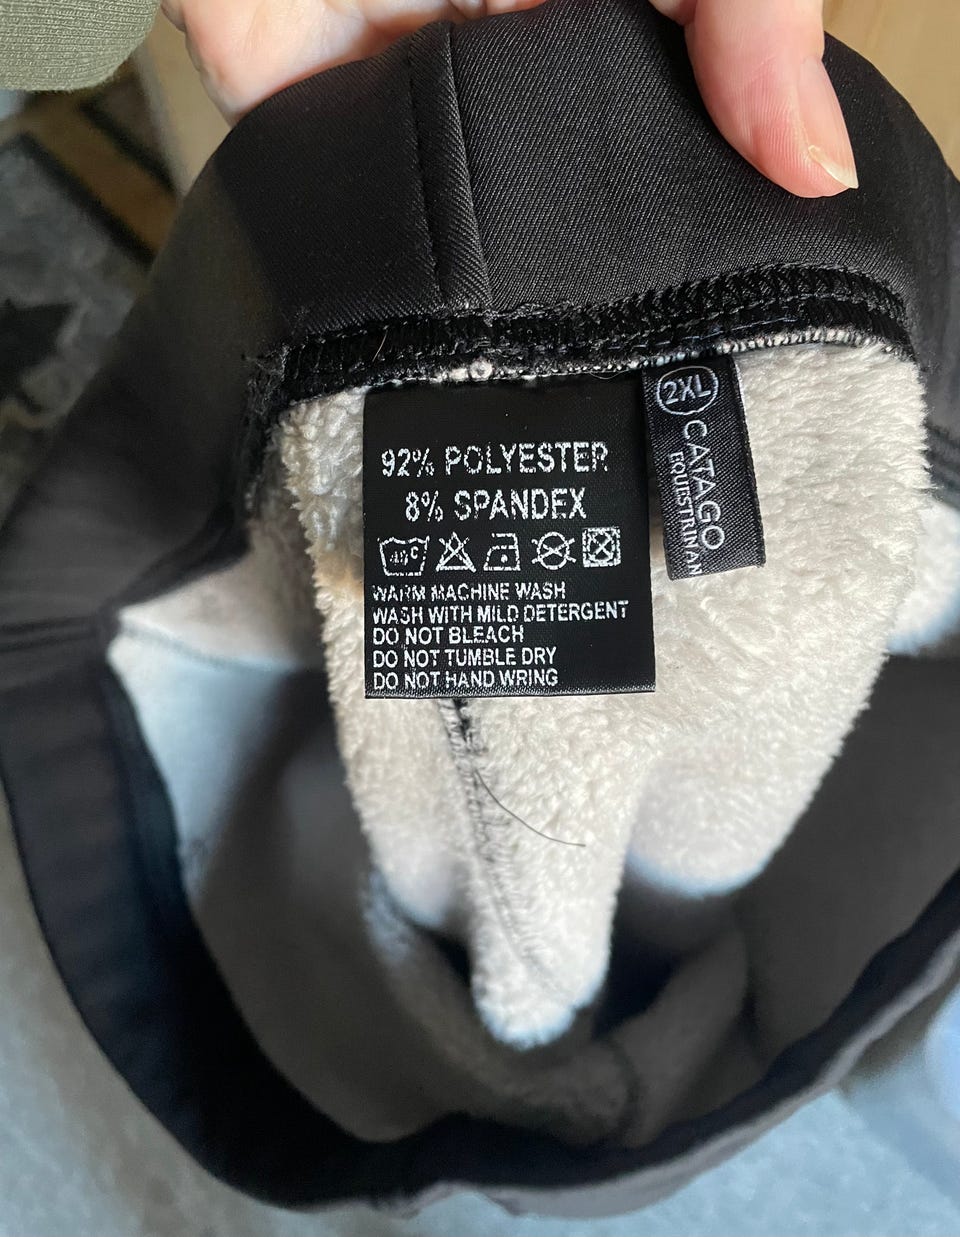 92% POLYESTER
8% SPANDEX
40°C
WARM MACHINE WASH
WASH WITH MILD DETERGENT
DO NOT BLEACH
DO NOT TUMBLE DRY
DO NOT HAND WRING
2XL
CATAGO
EQUESTRIAN